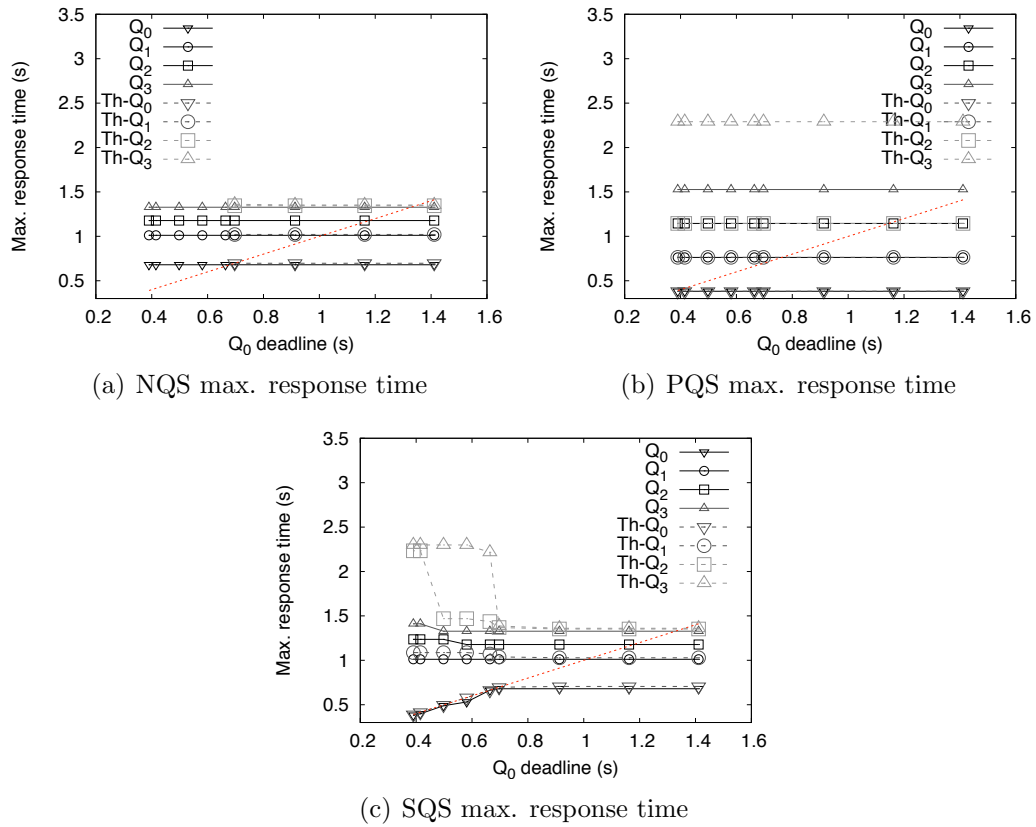 3.5
3
2.5
2
1.5
1
0.5
Max. response time (s)
Q0
Q1
Q2
Q3
Th-Q0
Th-Q1
Th-Q2
Th-Q3
0.2 0.4 0.6 0.8 1 1.2 1.4 1.6
Q0 deadline (s)
(a) NQS max. response time
3.5
3
2.5
2
1.5
1
0.5
Max. response time (s)
Q0
Q1
Q2
Q3
Th-Q0
Th-Q1
Th-Q2
Th-Q3
0.2 0.4 0.6 0.8 1 1.2 1.4 1.6
Q0 deadline (s)
(b) PQS max. response time
3.5
3
2.5
2
1.5
1
0.5
Max. response time (s)
Q0
Q1
Q2
Q3
Th-Q0
Th-Q1
Th-Q2
Th-Q3
0.2 0.4 0.6 0.8 1 1.2 1.4 1.6
Q0 deadline (s)
(c) SQS max. response time